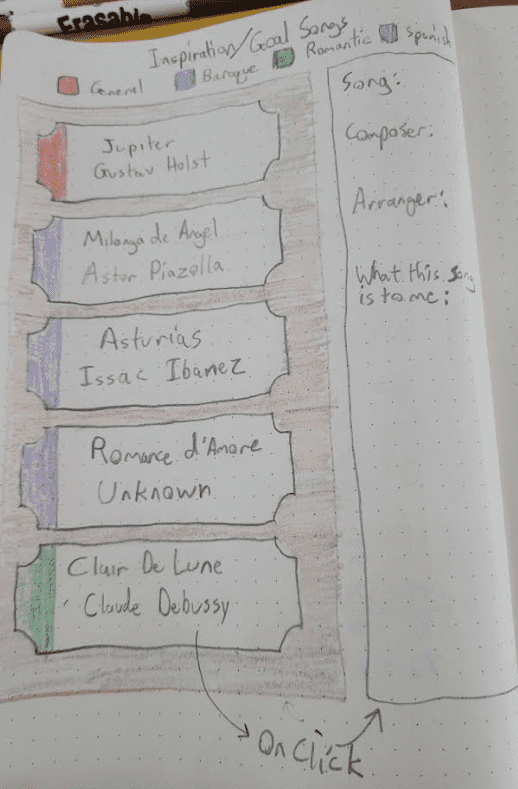 Erasable
Inspiration/Goal Songs
General Baroque Romantic Spanish
Jupiter
Gustav Holst
Milonga de Angel
Astor Piazolla
Asturias
Issac Ibanez
Romance d'Amore
Unknown
Clair De Lune
Claude Debussy
Song:
Composer:
Arranger:
What this song
is to me:
On Click